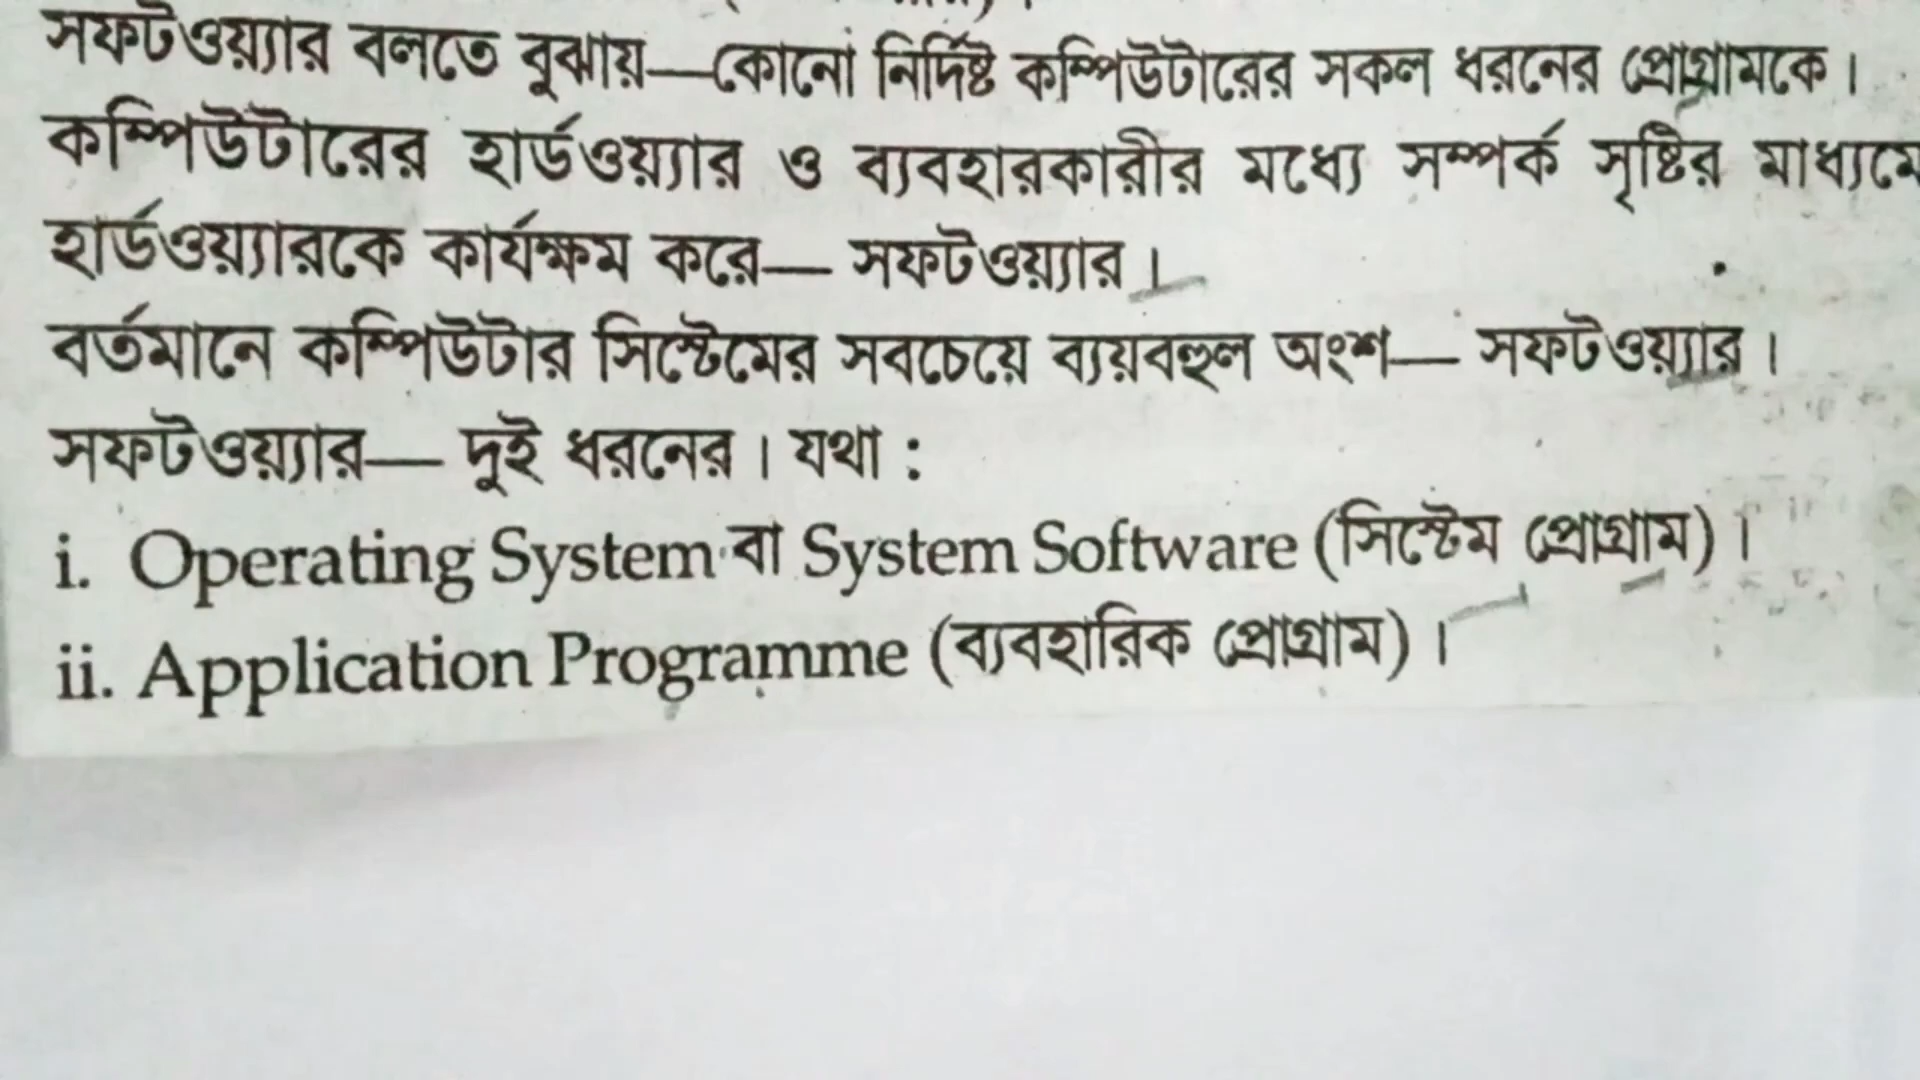 সফটওয়্যার বলতে বুঝায়—কোনো নির্দিষ্ট কম্পিউটারের সকল ধরনের প্রোগ্রামকে।
কম্পিউটারের হার্ডওয়্যার ও ব্যবহারকারীর মধ্যে সম্পর্ক সৃষ্টির মাধ্যমে
হার্ডওয়্যারকে কার্যক্ষম করে— সফটওয়্যার।
বর্তমানে কম্পিউটার সিস্টেমের সবচেয়ে ব্যয়বহুল অংশ— সফটওয়্যার।
সফটওয়্যার— দুই ধরনের। যথা :
i. Operating System বা System Software (সিস্টেম প্রোগ্রাম)।
ii. Application Programme (ব্যবহারিক প্রোগ্রাম)।